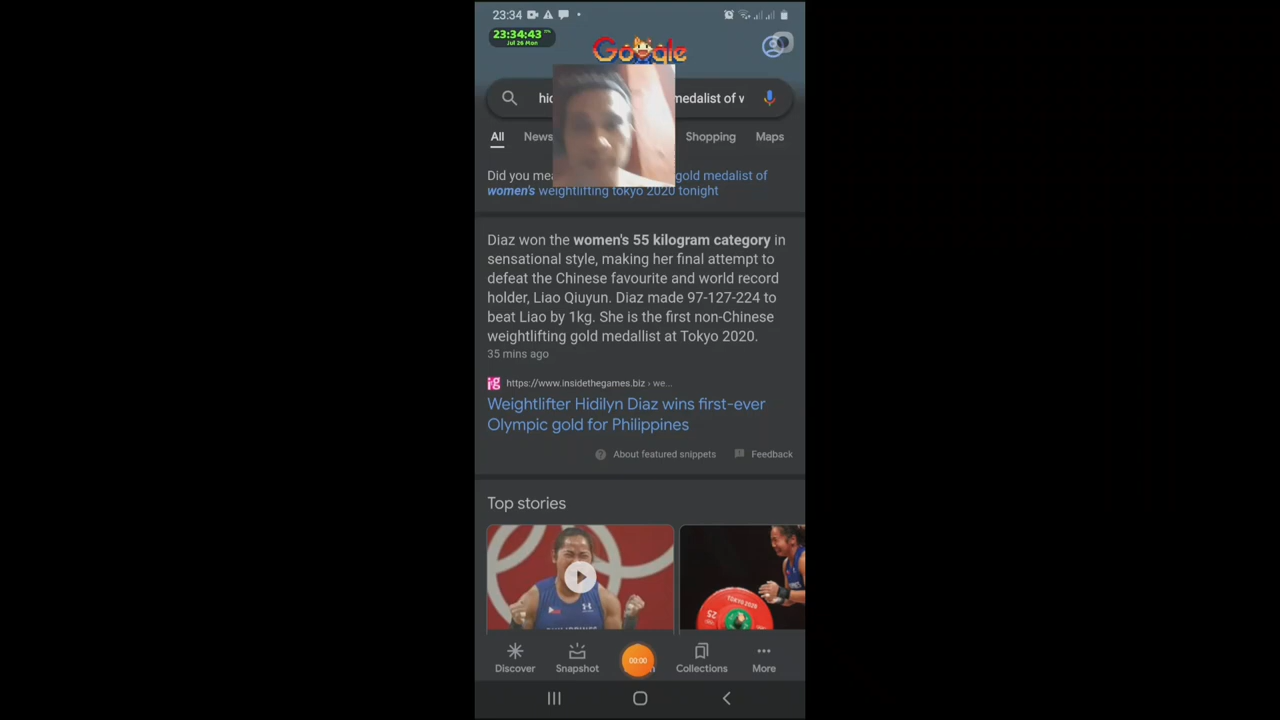 23:34
23:34:43
Jul 26 Mon
Google
medalist of w
All News Shopping Maps
Did you gold medalist of
women's weightlifting tokyo 2020 tonight
Diaz won the women's 55 kilogram category in
sensational style, making her final attempt to
defeat the Chinese favourite and world record
holder, Liao Qiuyun. Diaz made 97-127-224 to
beat Liao by 1kg. She is the first non-Chinese
weightlifting gold medallist at Tokyo 2020.
35 mins ago
https://www.insidethegames.biz › we...
Weightlifter Hidilyn Diaz wins first-ever
Olympic gold for Philippines
About featured snippets Feedback
Top stories
TOKYO 2020
25
Discover Snapshot 00:00 Collections More